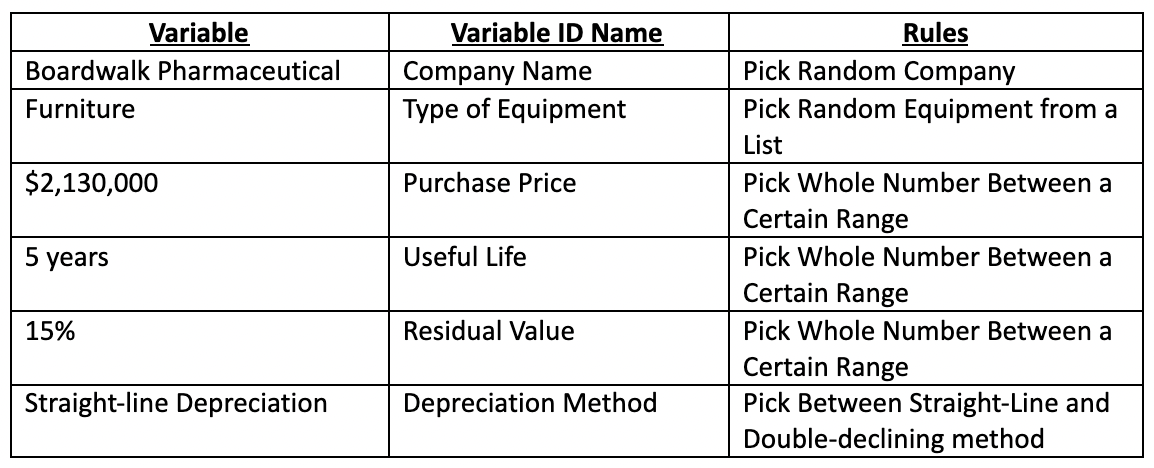 Variable Variable ID Name Rules
Boardwalk Pharmaceutical Company Name Pick Random Company
Furniture Type of Equipment Pick Random Equipment from a
List
$2,130,000 Purchase Price Pick Whole Number Between a
Certain Range
5 years Useful Life Pick Whole Number Between a
Certain Range
15% Residual Value Pick Whole Number Between a
Certain Range
Straight-line Depreciation Depreciation Method Pick Between Straight-Line and
Double-declining method